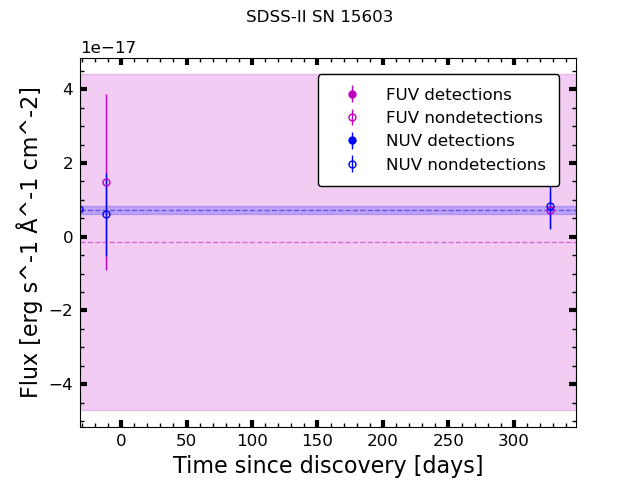 SDSS-II SN 15603
1e−17
FUV detections
FUV nondetections
NUV detections
NUV nondetections
4
2
0
−2
−4
Flux [erg s^-1 Å^-1 cm^-2]
0 50 100 150 200 250 300
Time since discovery [days]